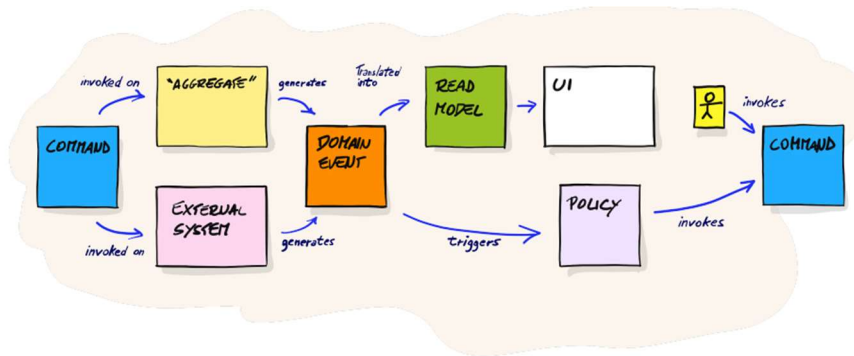 invoked on
"AGGREGATE"
generates
Translated
into
READ
MODEL
UI
invokes
COMMAND
DOMAIN
EVENT
COMMAND
EXTERNAL
SYSTEM
POLICY
invoked on
generates
triggers
invokes